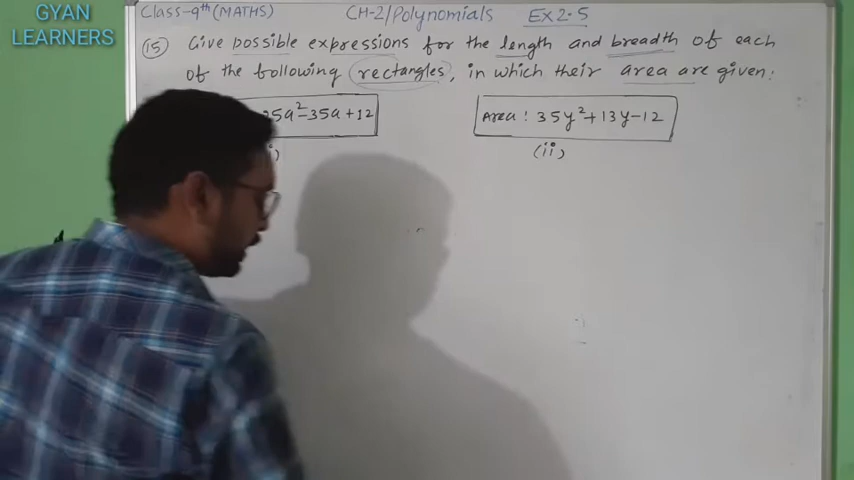 GYAN
LEARNERS
Class-9th (MATHS) CH-2/Polynomials Ex 2.5
(15) Give possible expressions for the length and breadth of each
of the following rectangles, in which their area are given:
5a²-35a+12
Area: 35y²+13y-12
(ii)